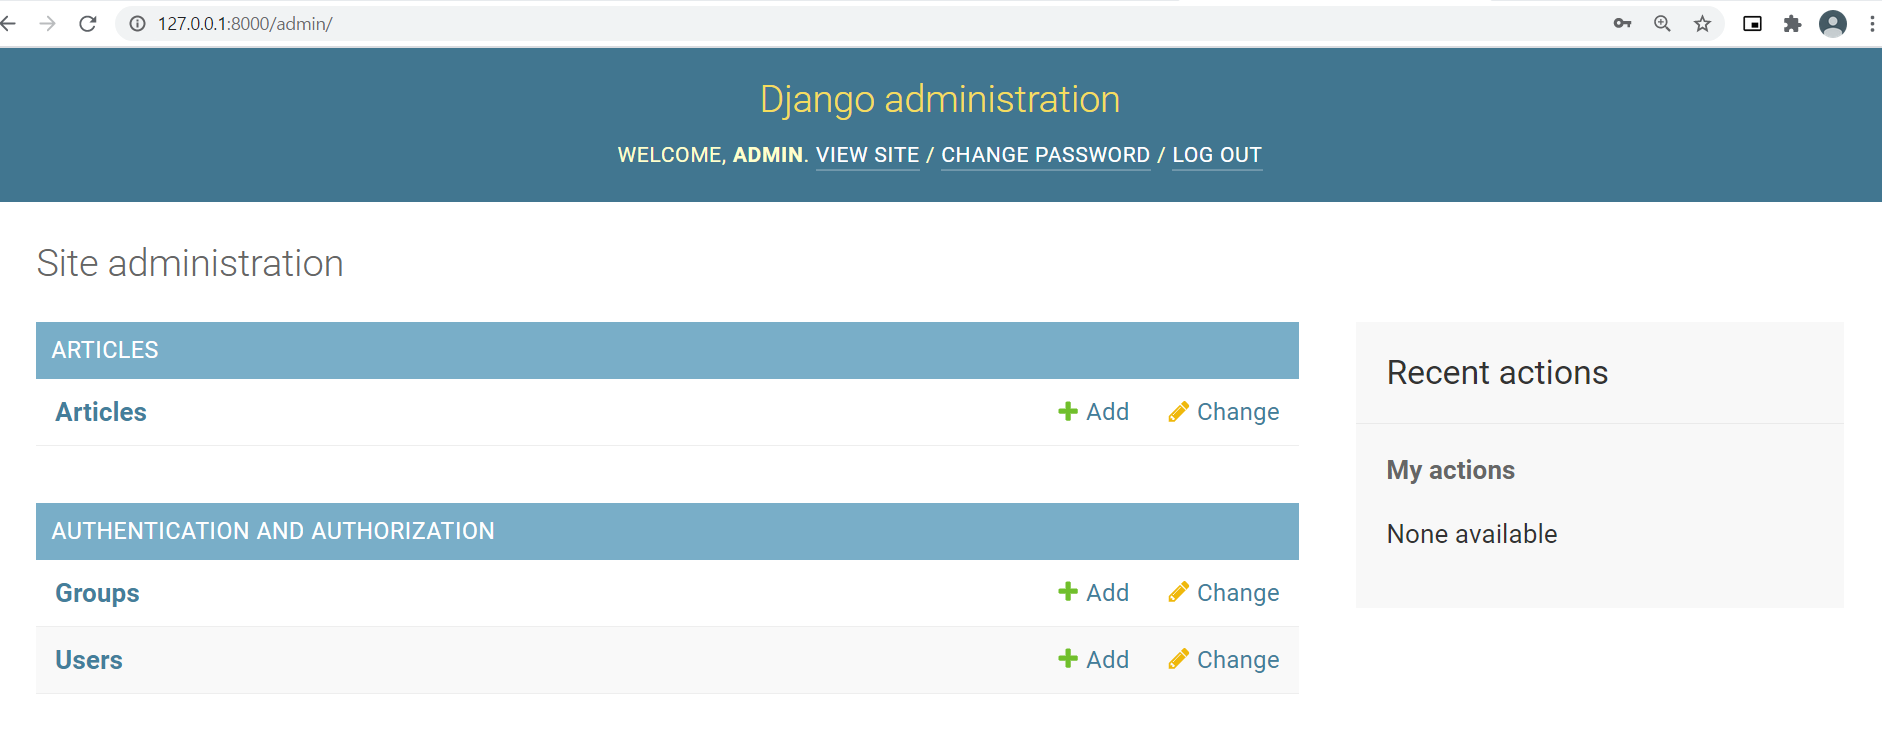 127.0.0.1:8000/admin/
Django administration
WELCOME, ADMIN. VIEW SITE / CHANGE PASSWORD / LOG OUT
Site administration
ARTICLES
Articles Add Change
AUTHENTICATION AND AUTHORIZATION
Groups Add Change
Users Add Change
Recent actions
My actions
None available